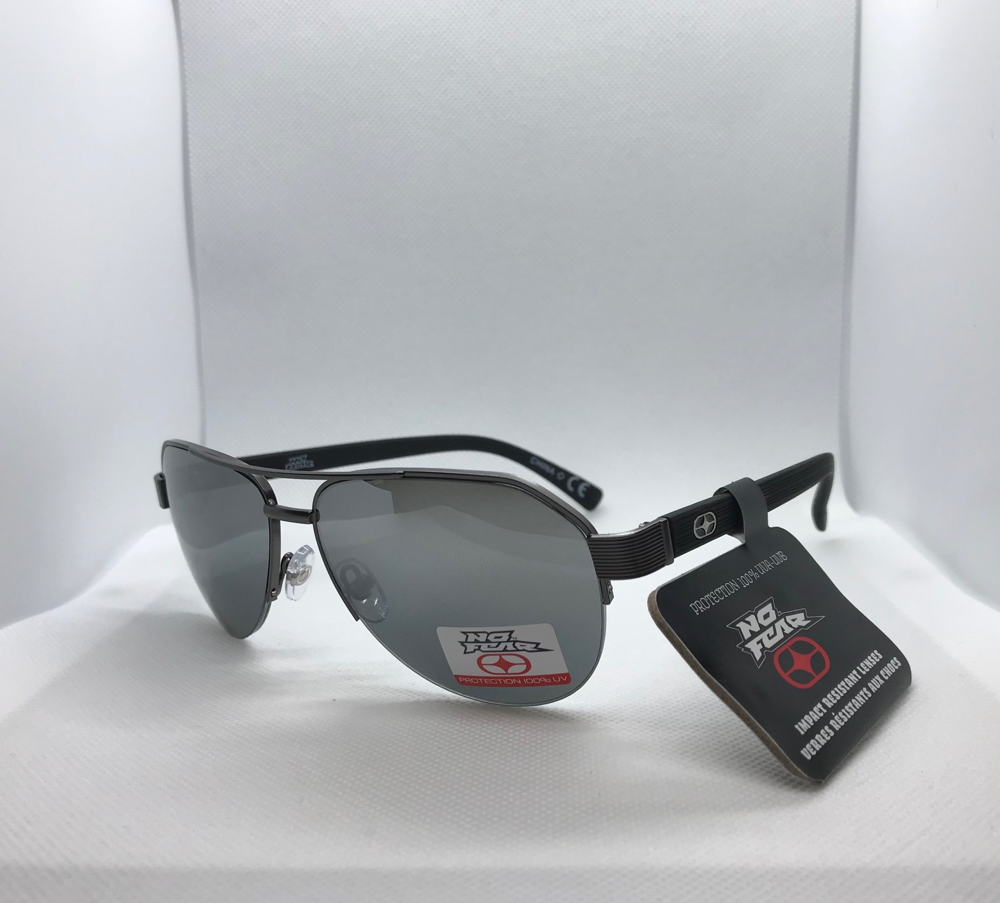 CHINA CE
NO
FEAR
PROTECTION 100% UV
PROTECTION 100% UVA-UVB
NO
FEAR
IMPACT RESISTANT LENSES
VERRES RÉSISTANTS AUX CHOCS